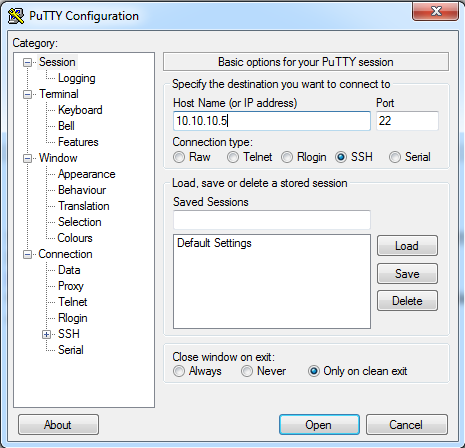 PuTTY Configuration
Category:
Session
Logging
Terminal
Keyboard
Bell
Features
Window
Appearance
Behaviour
Translation
Selection
Colours
Connection
Data
Proxy
Telnet
Rlogin
SSH
Serial
Basic options for your PuTTY session
Specify the destination you want to connect to
Host Name (or IP address) Port
10.10.10.5 22
Connection type:
Raw Telnet Rlogin SSH Serial
Load, save or delete a stored session
Saved Sessions
Default Settings
Load
Save
Delete
Close window on exit:
Always Never Only on clean exit
About Open Cancel